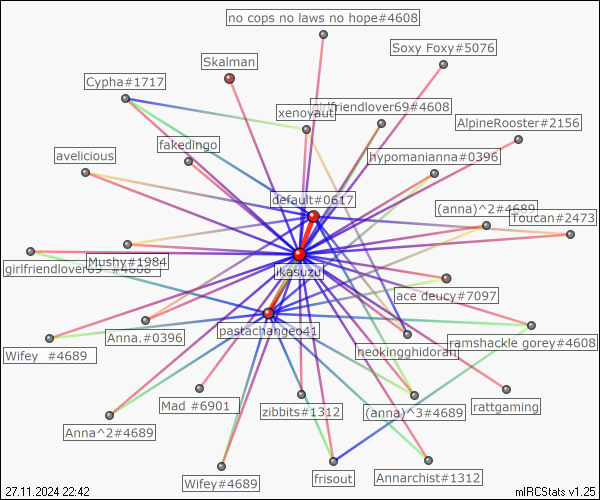 no cops no laws no hope#4608
Soxy Foxy#5076
Skalman
Cypha#1717
girlfriendlover69#4608
xenoyaut
AlpineRooster#2156
fakedingo
avelicious
hypomanianna#0396
default#0617
(anna)^2#4689
Toucan#2473
Mushy#1984
girlfriendlover69 #4608
ikasuzu
ace deucy#7097
pastachangeo41
Anna.#0396
ramshackle gorey#4608
neokingghidorah
Wifey #4689
Mad #6901
zibbits#1312
(anna)^3#4689
rattgaming
Anna^2#4689
Wifey#4689
frisout
Annarchist#1312
27.11.2024 22:42
mIRCStats v1.25